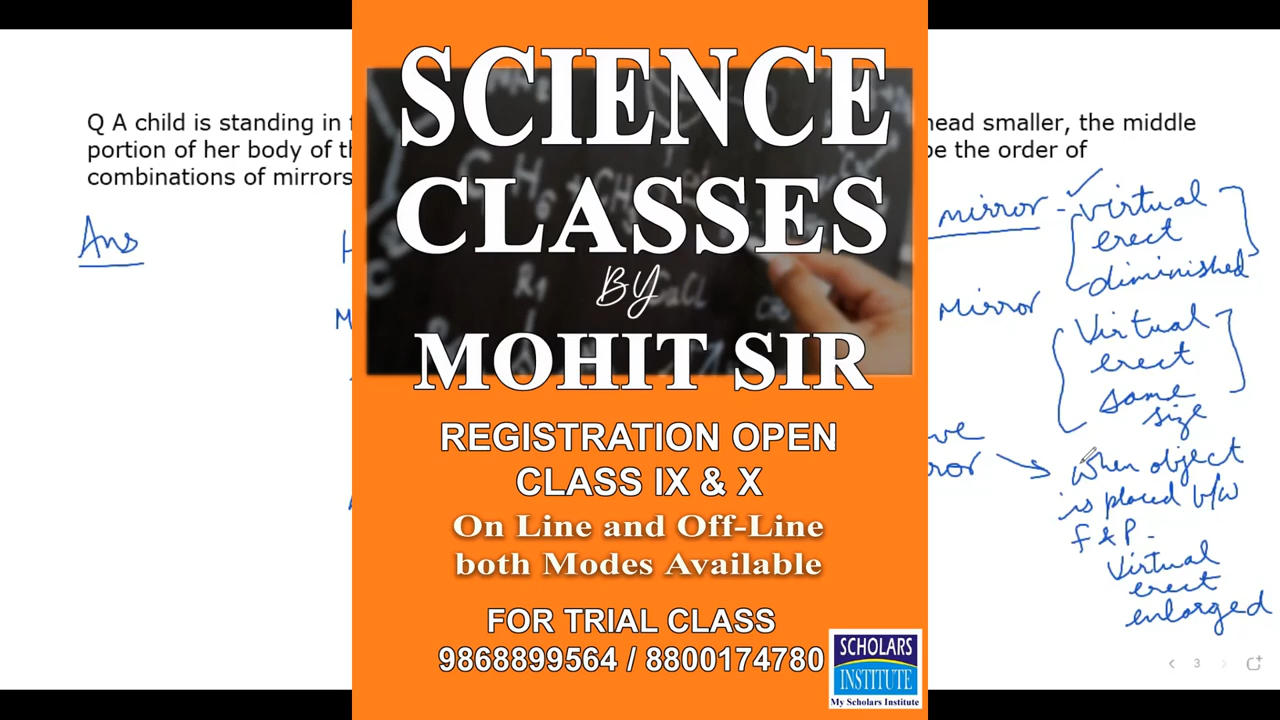 Q A child is standing in
head smaller, the middle
portion of her body of th
be the order of
combinations of mirrors
Ans
mirror - virtual
erect
diminished
Mirror
Virtual
erect
same
size
when object
is placed b/w
F & P -
Virtual
erect
enlarged
SCIENCE
CLASSES
BY
MOHIT SIR
REGISTRATION OPEN
CLASS IX & X
On Line and Off-Line
both Modes Available
FOR TRIAL CLASS
9868899564 / 8800174780
SCHOLARS
INSTITUTE
My Scholars Institute
3